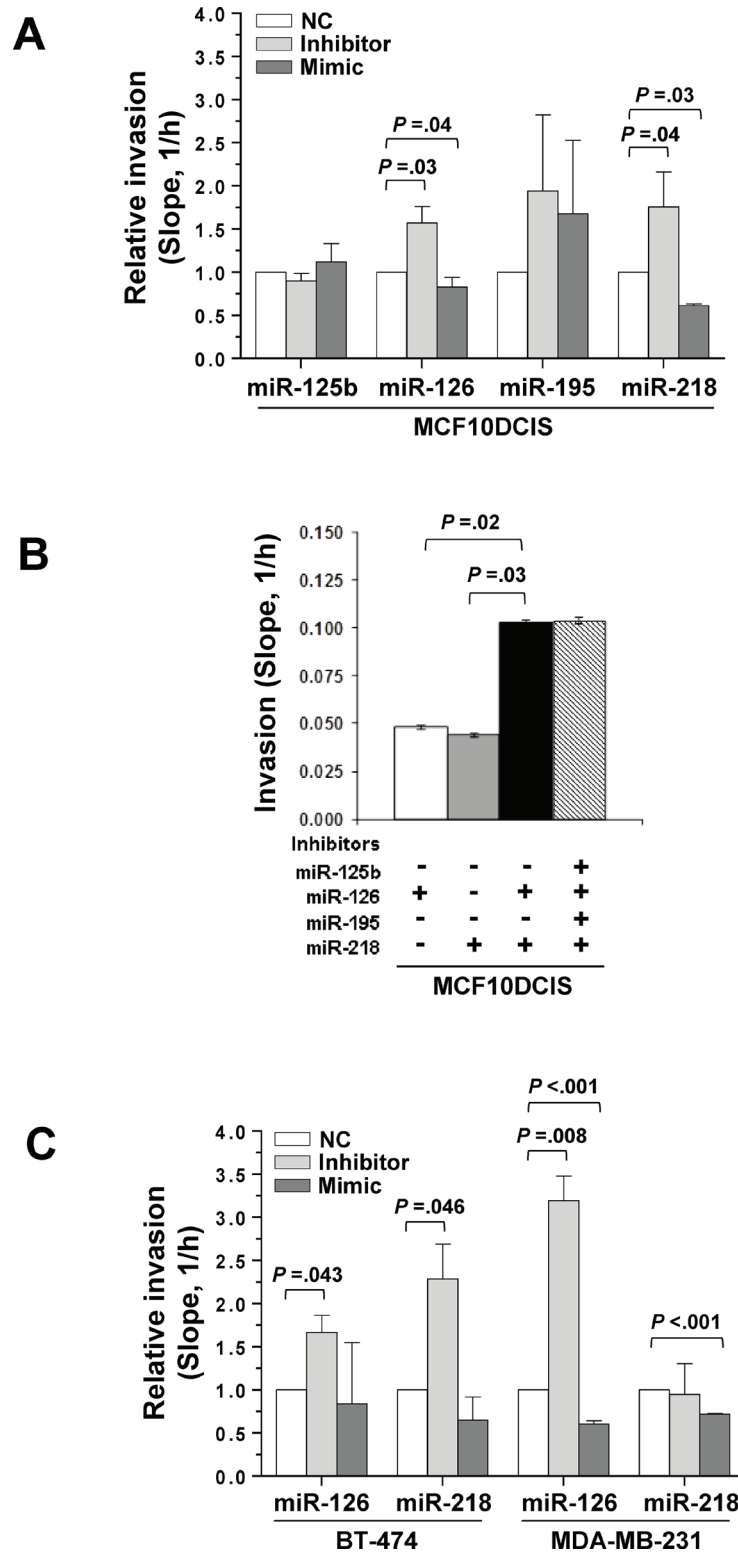 A
4.0
3.5
3.0
2.5
2.0
1.5
1.0
0.5
0.0
Relative invasion
(Slope, 1/h)
NC
Inhibitor
Mimic
P =.04
P =.03
P =.03
P =.04
miR-125b miR-126 miR-195 miR-218
MCF10DCIS
B
0.150
0.125
0.100
0.075
0.050
0.025
0.000
Invasion (Slope, 1/h)
P =.02
P =.03
Inhibitors
miR-125b - - - +
miR-126 + - + +
miR-195 - - - +
miR-218 - + + +
MCF10DCIS
C
4.0
3.5
3.0
2.5
2.0
1.5
1.0
0.5
0.0
Relative invasion
(Slope, 1/h)
NC
Inhibitor
Mimic
P =.043
P =.046
P <.001
P =.008
P <.001
miR-126 miR-218 miR-126 miR-218
BT-474 MDA-MB-231